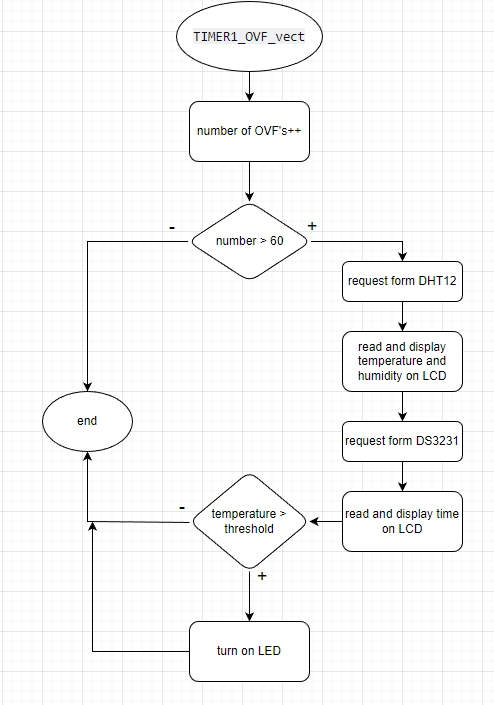 TIMER1_OVF_vect
number of OVF's++
-
+
number > 60
request form DHT12
read and display
temperature and
humidity on LCD
end
request form DS3231
-
temperature >
threshold
read and display time
on LCD
+
turn on LED